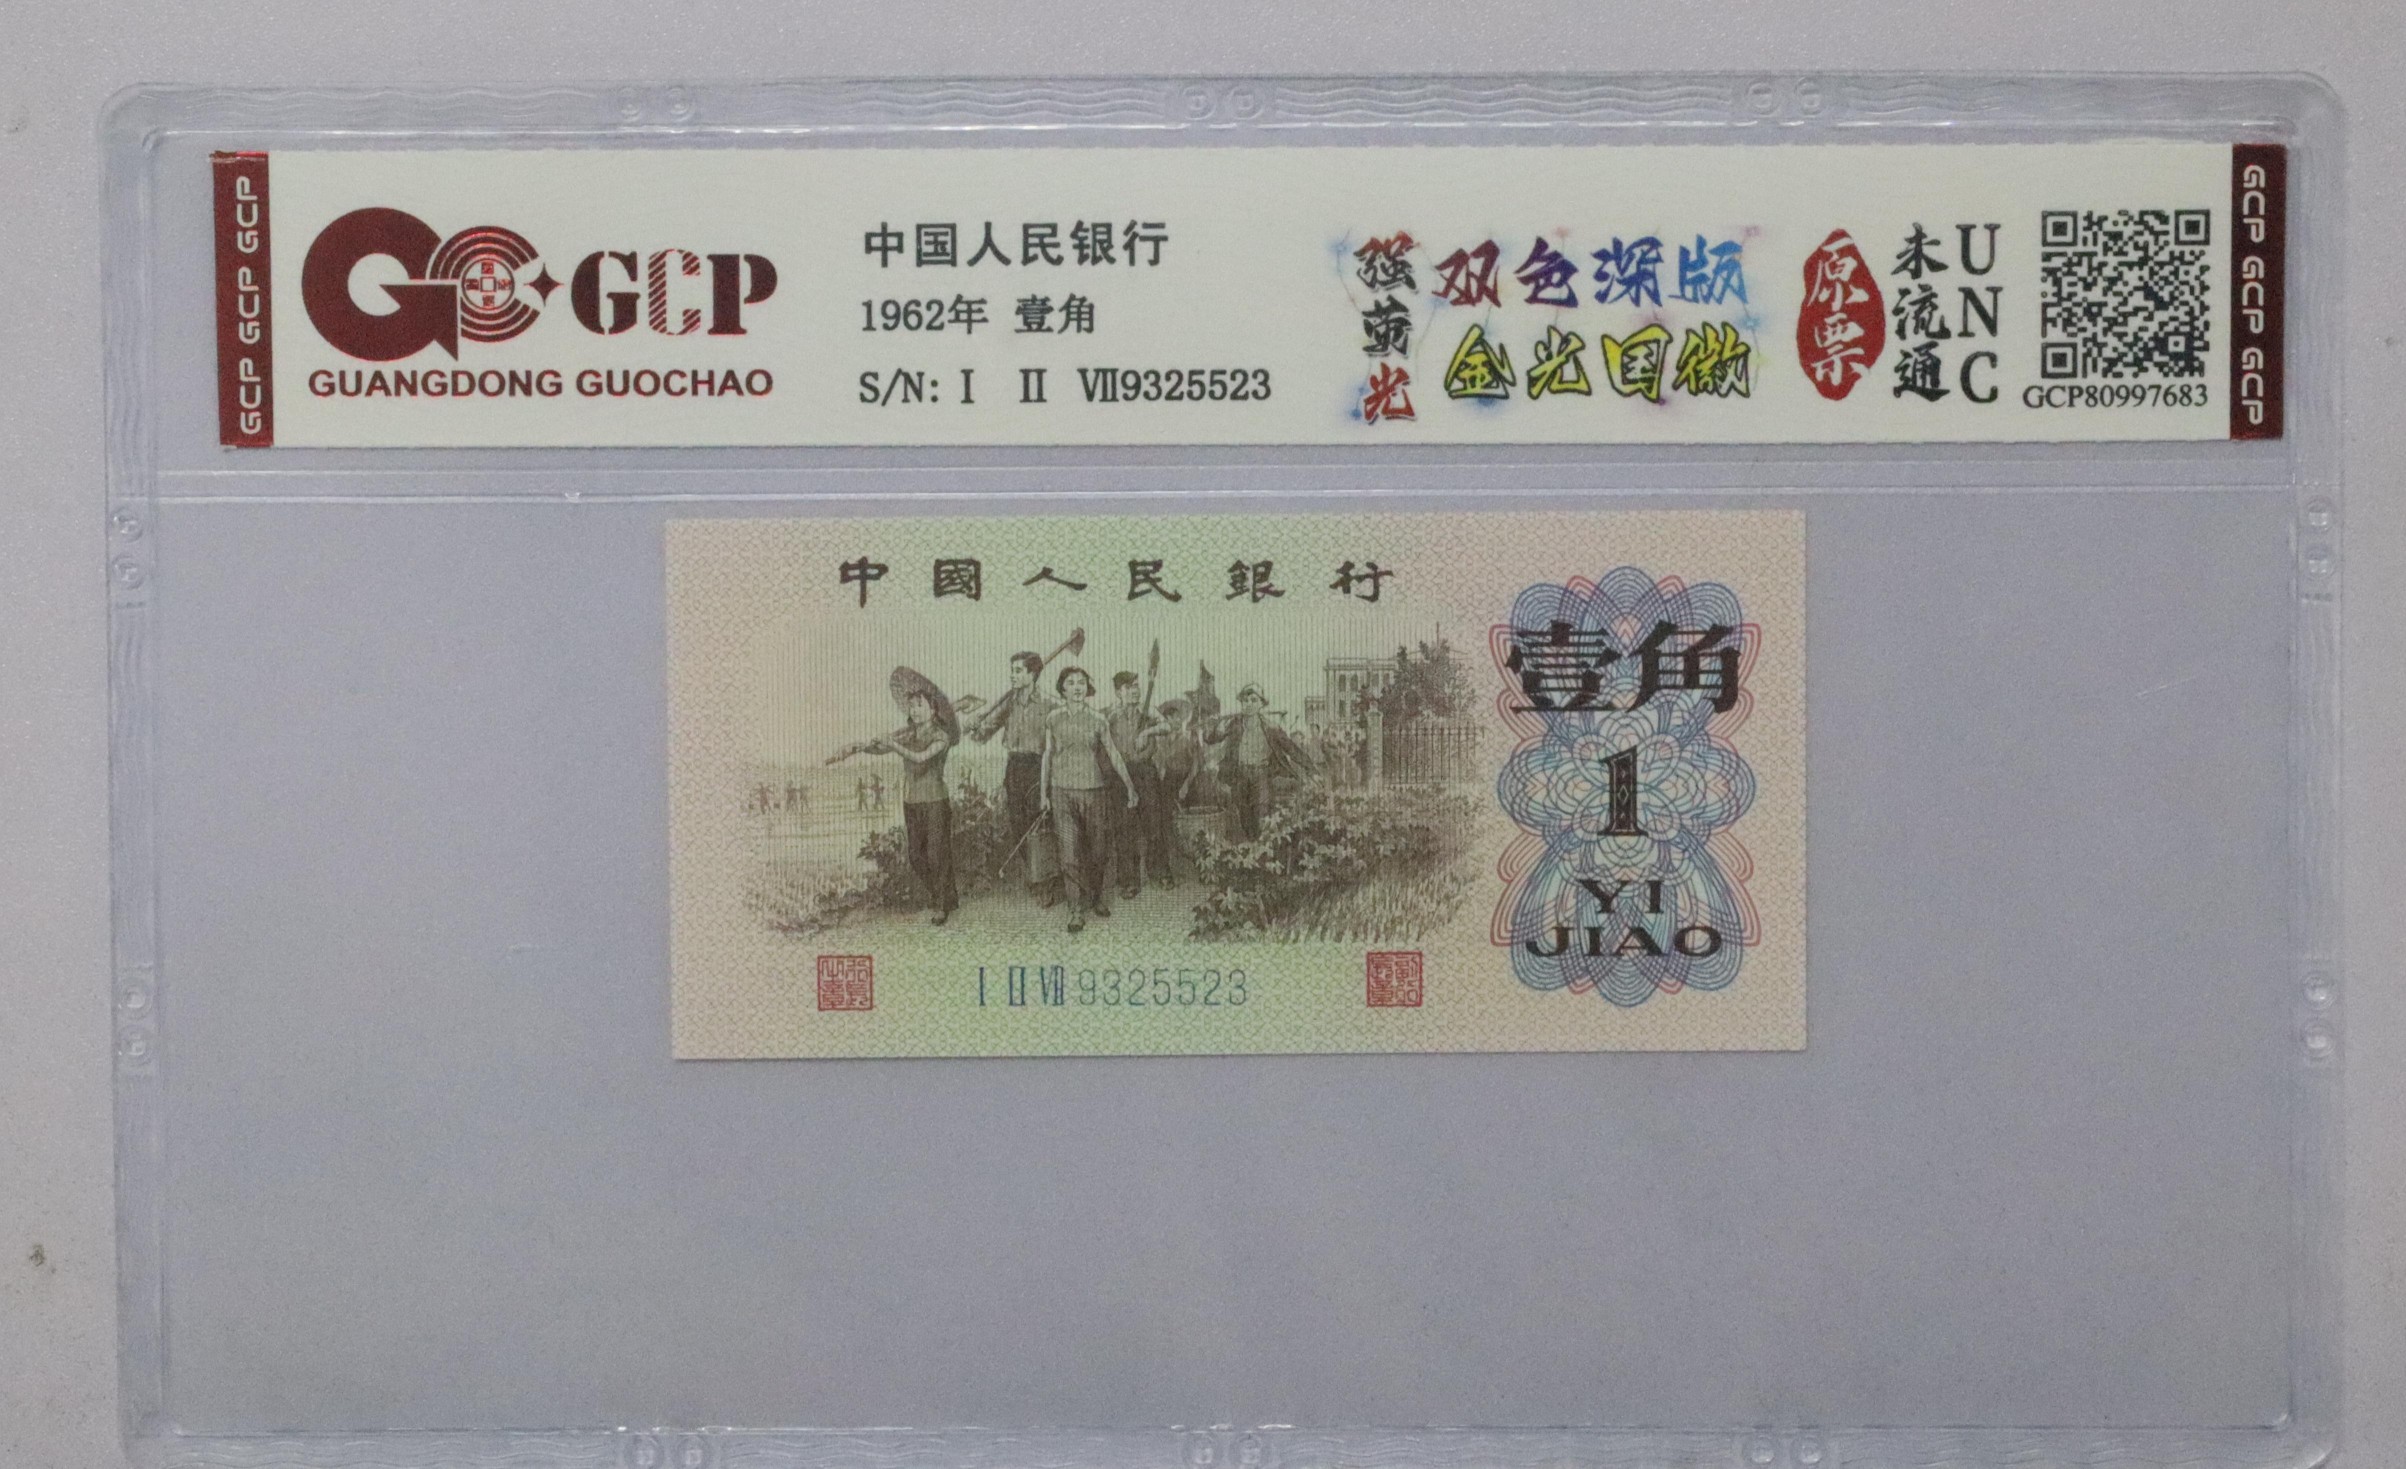 GCP GCP GCP
GCP
GUANGDONG GUOCHAO
中国人民银行
1962年 壹角
S/N: Ⅰ Ⅱ Ⅶ9325523
强荧光
双色深版
金光国徽
原票
未流通
UNC
GCP80997683
GCP GCP GCP
中國人民銀行
壹角
1
YI
JIAO
Ⅰ Ⅱ Ⅶ 9325523